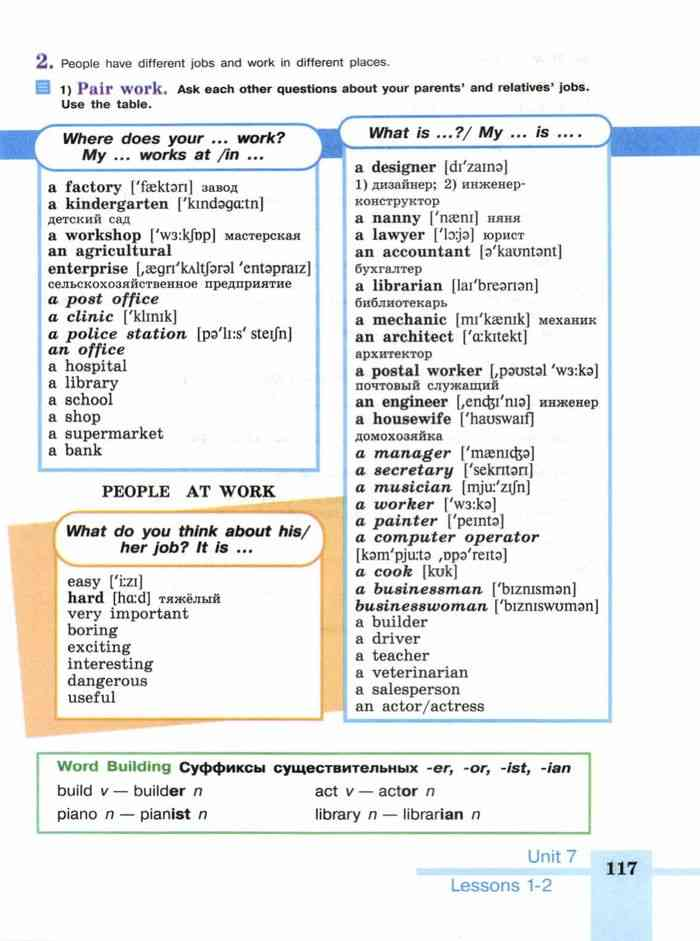 2. People have different jobs and work in different places.
1) Pair work. Ask each other questions about your parents' and relatives' jobs.
Use the table.
Where does your ... work?
My ... works at /in ...
a factory ['fæktərɪ] завод
a kindergarten ['kɪndəgɑ:tn]
детский сад
a workshop ['wɜ:kʃɒp] мастерская
an agricultural
enterprise [,ægrɪ'kʌltʃərəl 'entəpraɪz]
сельскохозяйственное предприятие
a post office
a clinic ['klɪnɪk]
a police station [pə'li:s' steɪʃn]
an office
a hospital
a library
a school
a shop
a supermarket
a bank
What is ...?/ My ... is ... .
a designer [dɪ'zaɪnə]
1) дизайнер; 2) инженер-
конструктор
a nanny ['nænɪ] няня
a lawyer ['lɔ:jə] юрист
an accountant [ə'kaʊntənt]
бухгалтер
a librarian [laɪ'breərɪən]
библиотекарь
a mechanic [mɪ'kænɪk] механик
an architect ['ɑ:kɪtekt]
архитектор
a postal worker [,pəʊstəl 'wɜ:kə]
почтовый служащий
an engineer [,enʤɪ'nɪə] инженер
a housewife ['haʊswaɪf]
домохозяйка
a manager ['mænɪʤə]
a secretary ['sekrɪtərɪ]
a musician [mju:'zɪʃn]
a worker ['wɜ:kə]
a painter ['peɪntə]
a computer operator
[kəm'pju:tə ,ɒpə'reɪtə]
a cook [kʊk]
a businessman ['bɪznɪsmən]
businesswoman ['bɪznɪswʊmən]
a builder
a driver
a teacher
a veterinarian
a salesperson
an actor/actress
PEOPLE AT WORK
What do you think about his/
her job? It is ...
easy ['i:zɪ]
hard [hɑ:d] тяжёлый
very important
boring
exciting
interesting
dangerous
useful
Word Building Суффиксы существительных -er, -or, -ist, -ian
build v — builder n act v — actor n
piano n — pianist n library n — librarian n
Unit 7
117
Lessons 1-2